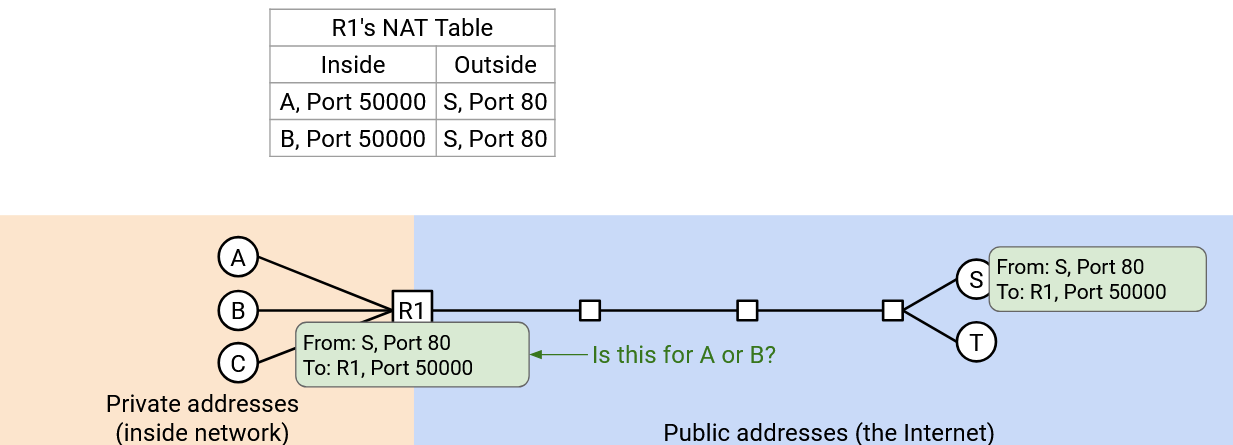 R1's NAT Table
Inside Outside
A, Port 50000 S, Port 80
B, Port 50000 S, Port 80
A
B
C
R1
From: S, Port 80
To: R1, Port 50000
Is this for A or B?
S
From: S, Port 80
To: R1, Port 50000
T
Private addresses
(inside network)
Public addresses (the Internet)